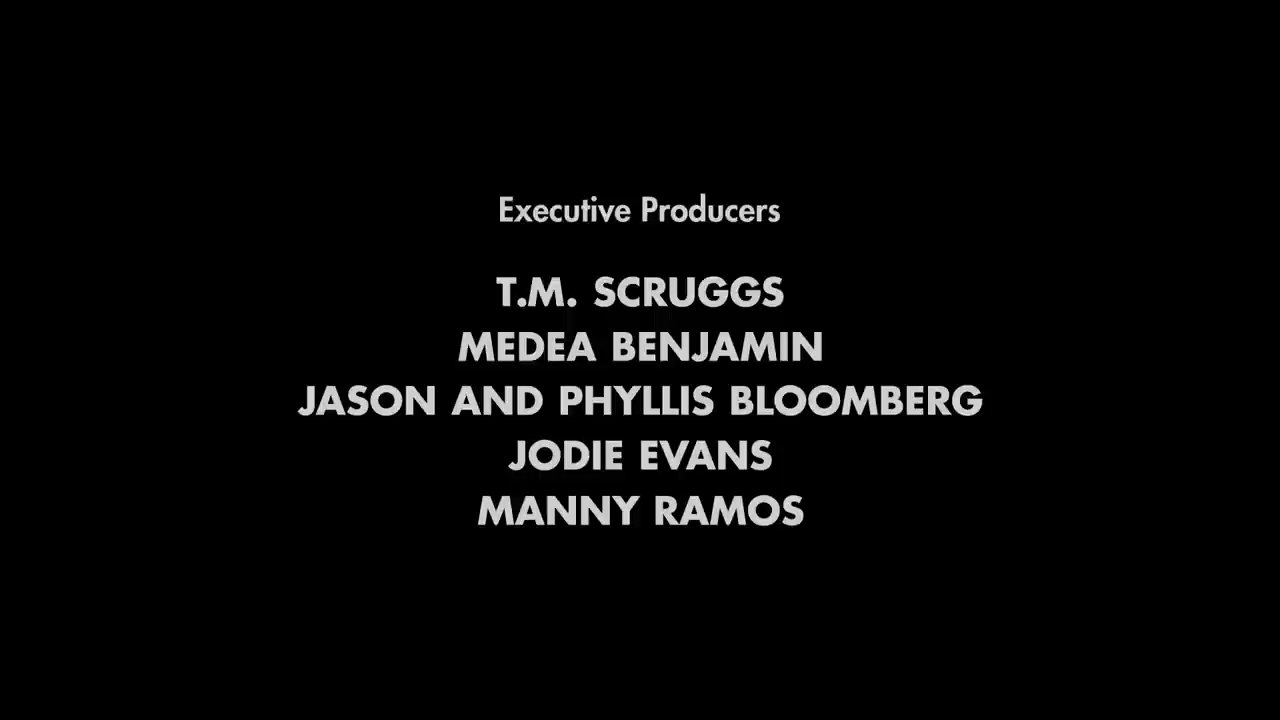 Executive Producers
T.M. SCRUGGS
MEDEA BENJAMIN
JASON AND PHYLLIS BLOOMBERG
JODIE EVANS
MANNY RAMOS